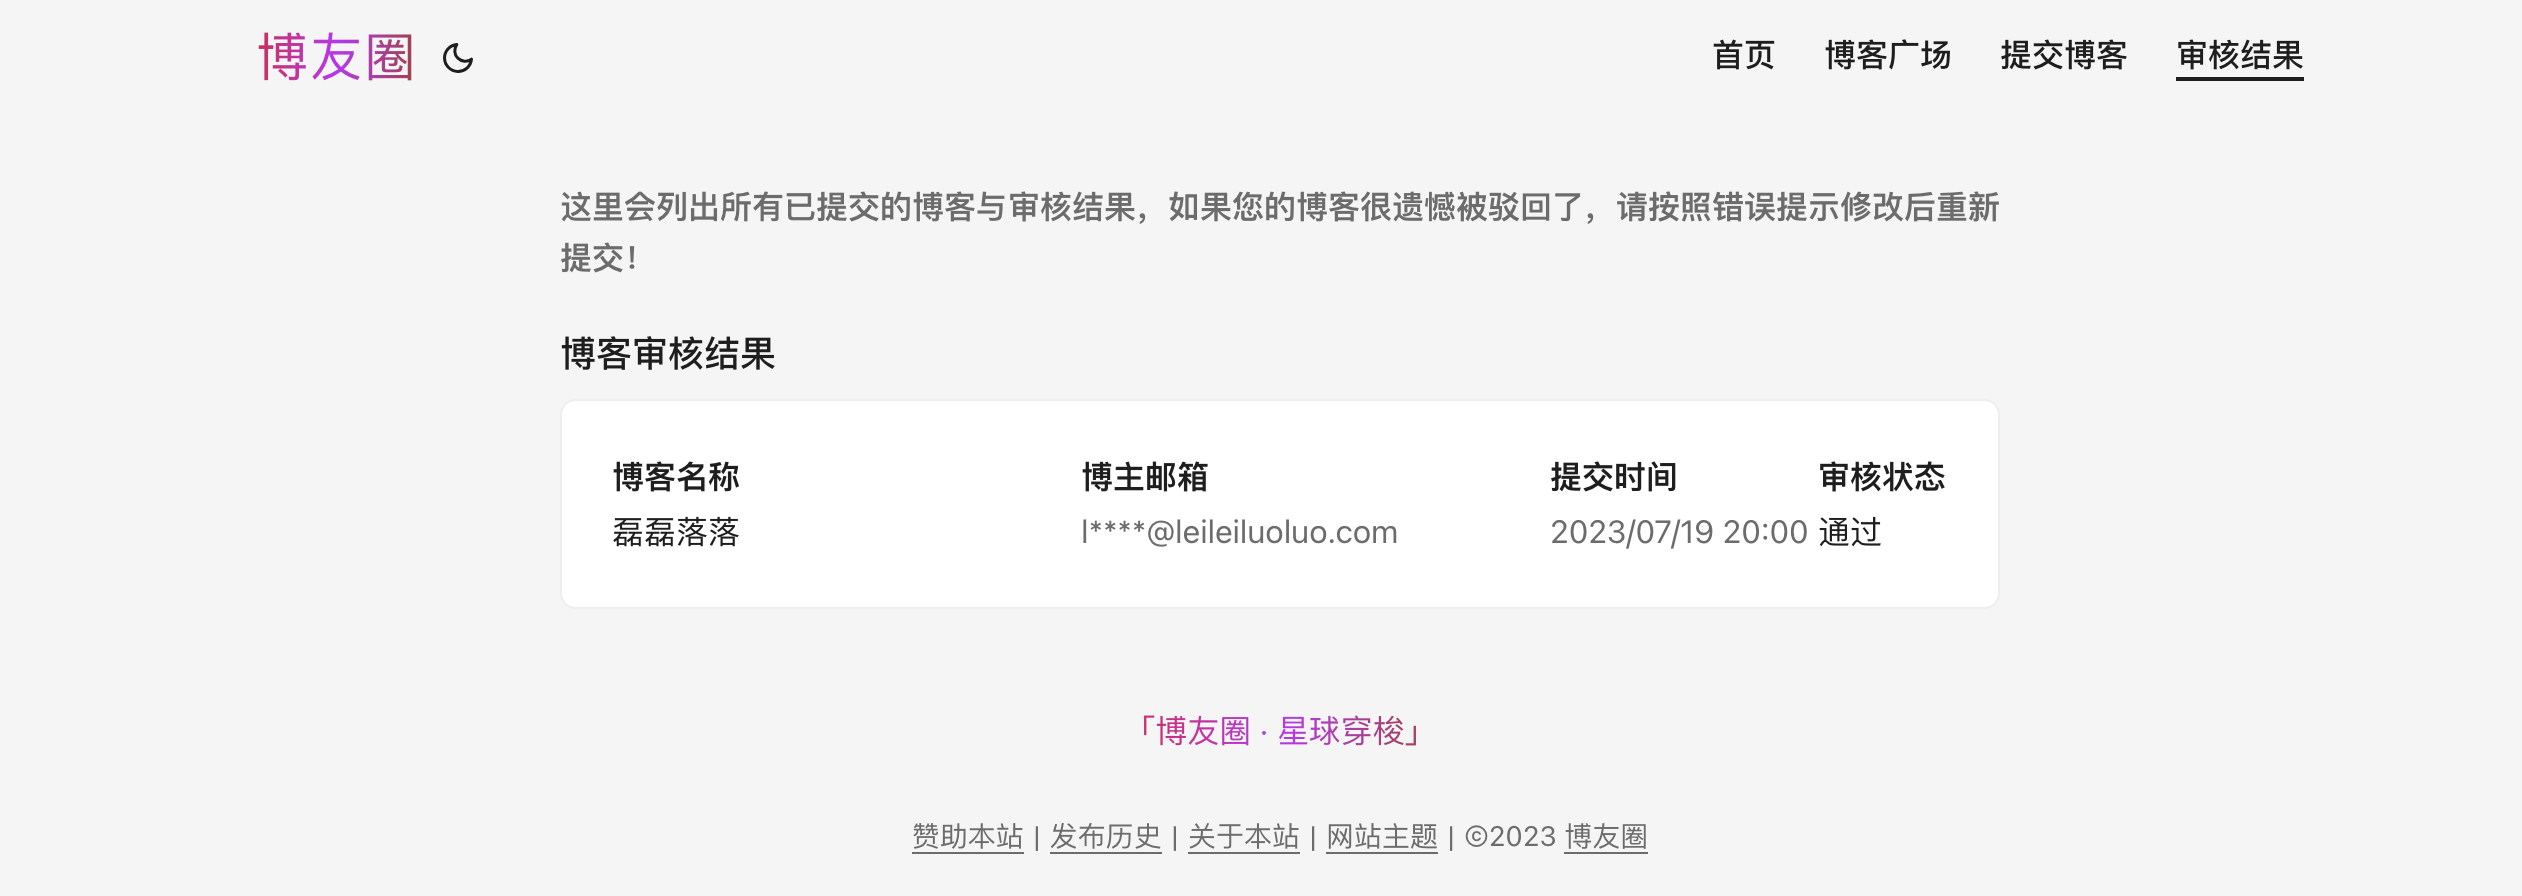 博友圈
首页 博客广场 提交博客 审核结果
这里会列出所有已提交的博客与审核结果，如果您的博客很遗憾被驳回了，请按照错误提示修改后重新
提交！
博客审核结果
博客名称 博主邮箱 提交时间 审核状态
磊磊落落 l****@leileiluoluo.com 2023/07/19 20:00 通过
「博友圈 · 星球穿梭」
赞助本站 | 发布历史 | 关于本站 | 网站主题 | ©2023 博友圈